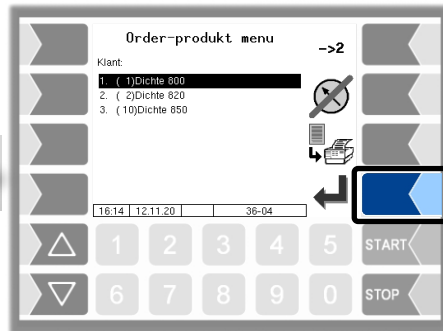 Order-produkt menu
->2
Klant:
1. ( 1)Dichte 800
2. ( 2)Dichte 820
3. ( 10)Dichte 850
16:14 12.11.20 36-04
1 2 3 4 5 START
6 7 8 9 0 STOP